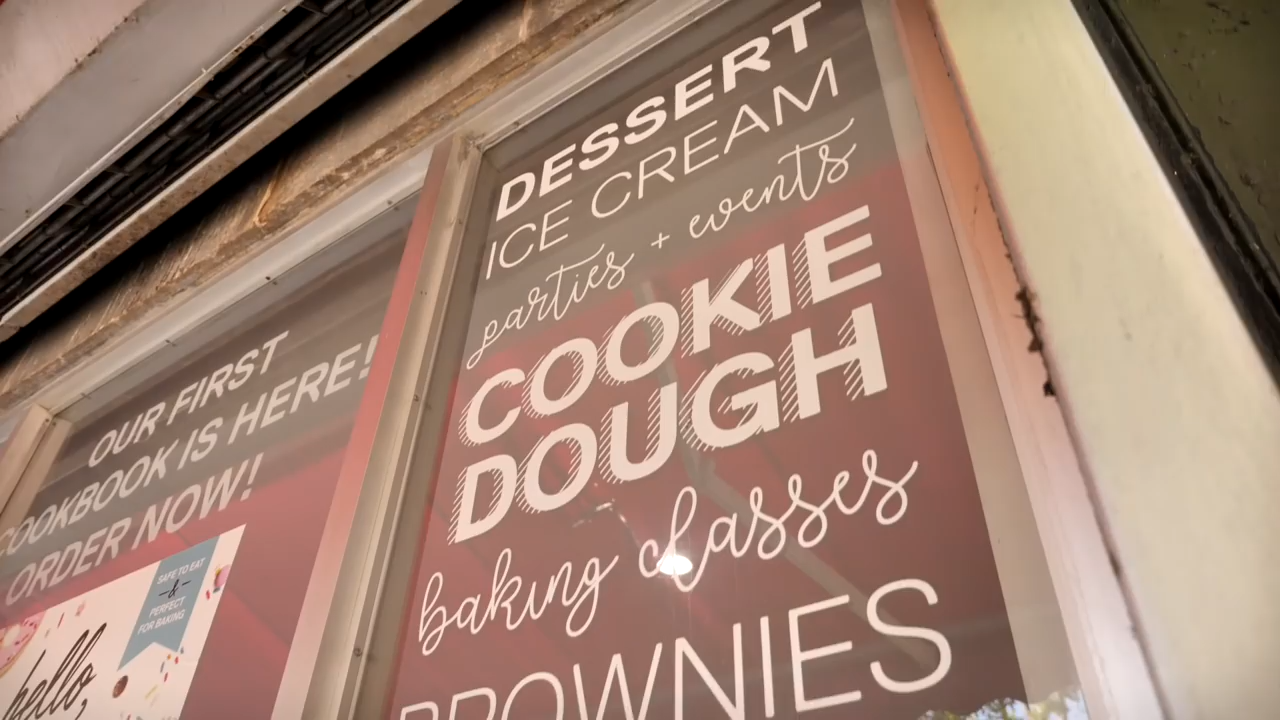 DESSERT
ICE CREAM
parties + events
COOKIE
DOUGH
baking classes
BROWNIES
OUR FIRST
COOKBOOK IS HERE!
ORDER NOW!
SAFE TO EAT
&
PERFECT
FOR BAKING
hello,